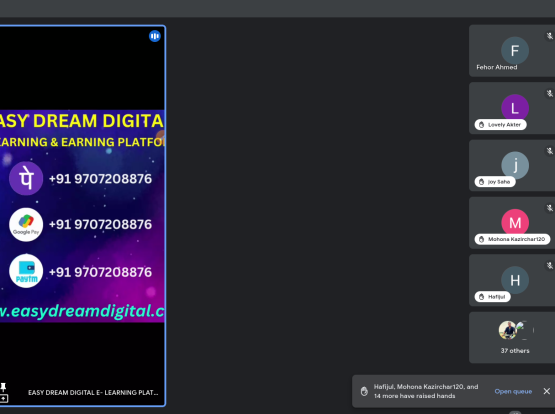 ASY DREAM DIGITA
EARNING & EARNING PLATFO
पे +91 9707208876
Google Pay +91 9707208876
Paytm +91 9707208876
w.easydreamdigital.c
EASY DREAM DIGITAL E- LEARNING PLAT...
F
Fehor Ahmed
L
Lovely Akter
j
Joy Saha
M
Mohona Kazirchar120
H
Hafijul
37 others
Hafijul, Mohona Kazirchar120, and
14 more have raised hands
Open queue